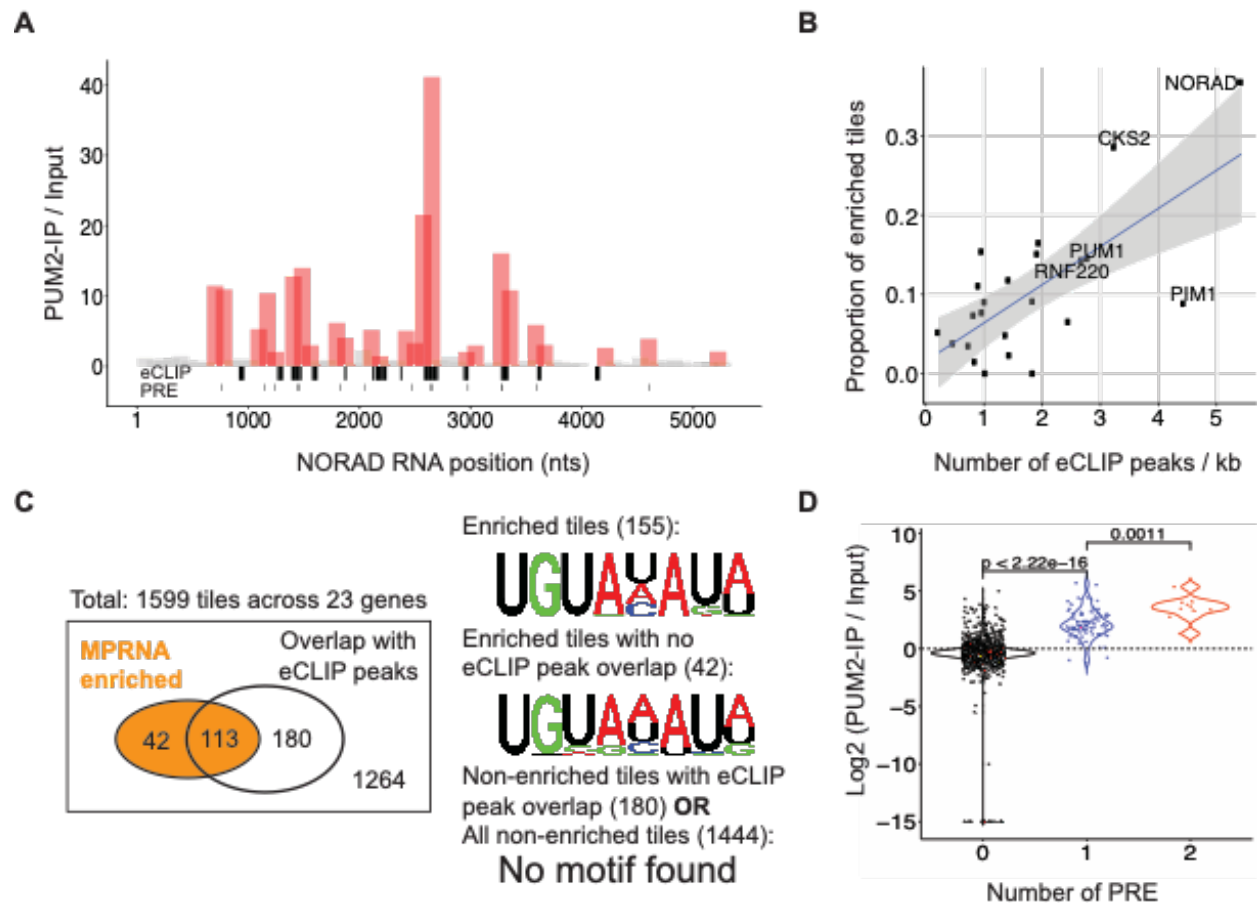 A
40
30
20
10
0
PUM2-IP / Input
eCLIP
PRE
1
1000
2000
3000
4000
5000
NORAD RNA position (nts)
B
0.3
0.2
0.1
0.0
Proportion of enriched tiles
NORAD
CKS2
PUM1
RNF220
PIM1
0
1
2
3
4
5
Number of eCLIP peaks / kb
C
Total: 1599 tiles across 23 genes
MPRNA
enriched
Overlap with
eCLIP peaks
42
113
180
1264
Enriched tiles (155):
UGUAUAUA
Enriched tiles with no
eCLIP peak overlap (42):
UGUAAAUA
Non-enriched tiles with eCLIP
peak overlap (180) OR
All non-enriched tiles (1444):
No motif found
D
10
5
0
−5
−10
−15
Log2 (PUM2-IP / Input)
p < 2.22e−16
0.0011
0
1
2
Number of PRE